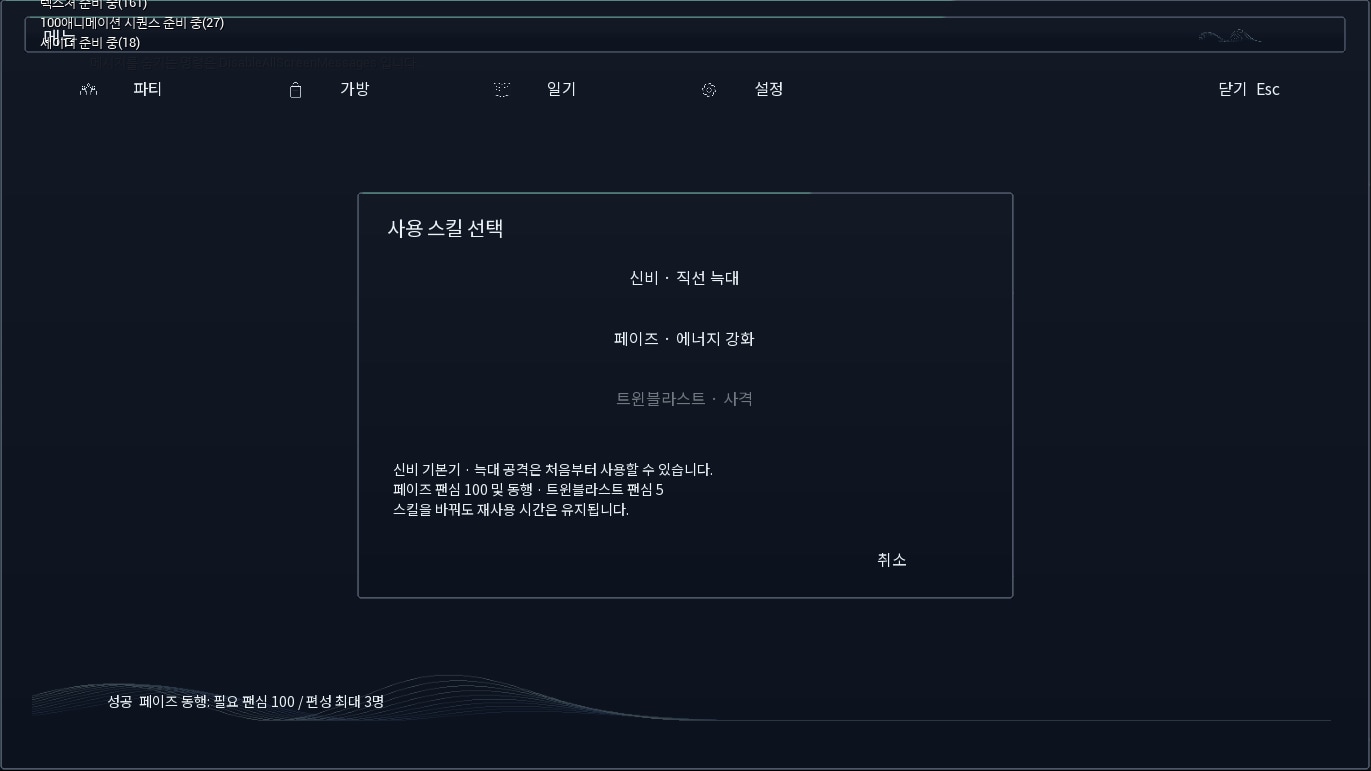 텍스처 준비 중(161)
100애니메이션 시퀀스 준비 중(27)
셰이더 준비 중(18)
메뉴
파티
가방
일기
설정
닫기 Esc
사용 스킬 선택
신비 · 직선 늑대
페이즈 · 에너지 강화
트윈블라스트 · 사격
신비 기본기 · 늑대 공격은 처음부터 사용할 수 있습니다.
페이즈 팬심 100 및 동행 · 트윈블라스트 팬심 5
스킬을 바꿔도 재사용 시간은 유지됩니다.
취소
성공 페이즈 동행: 필요 팬심 100 / 편성 최대 3명